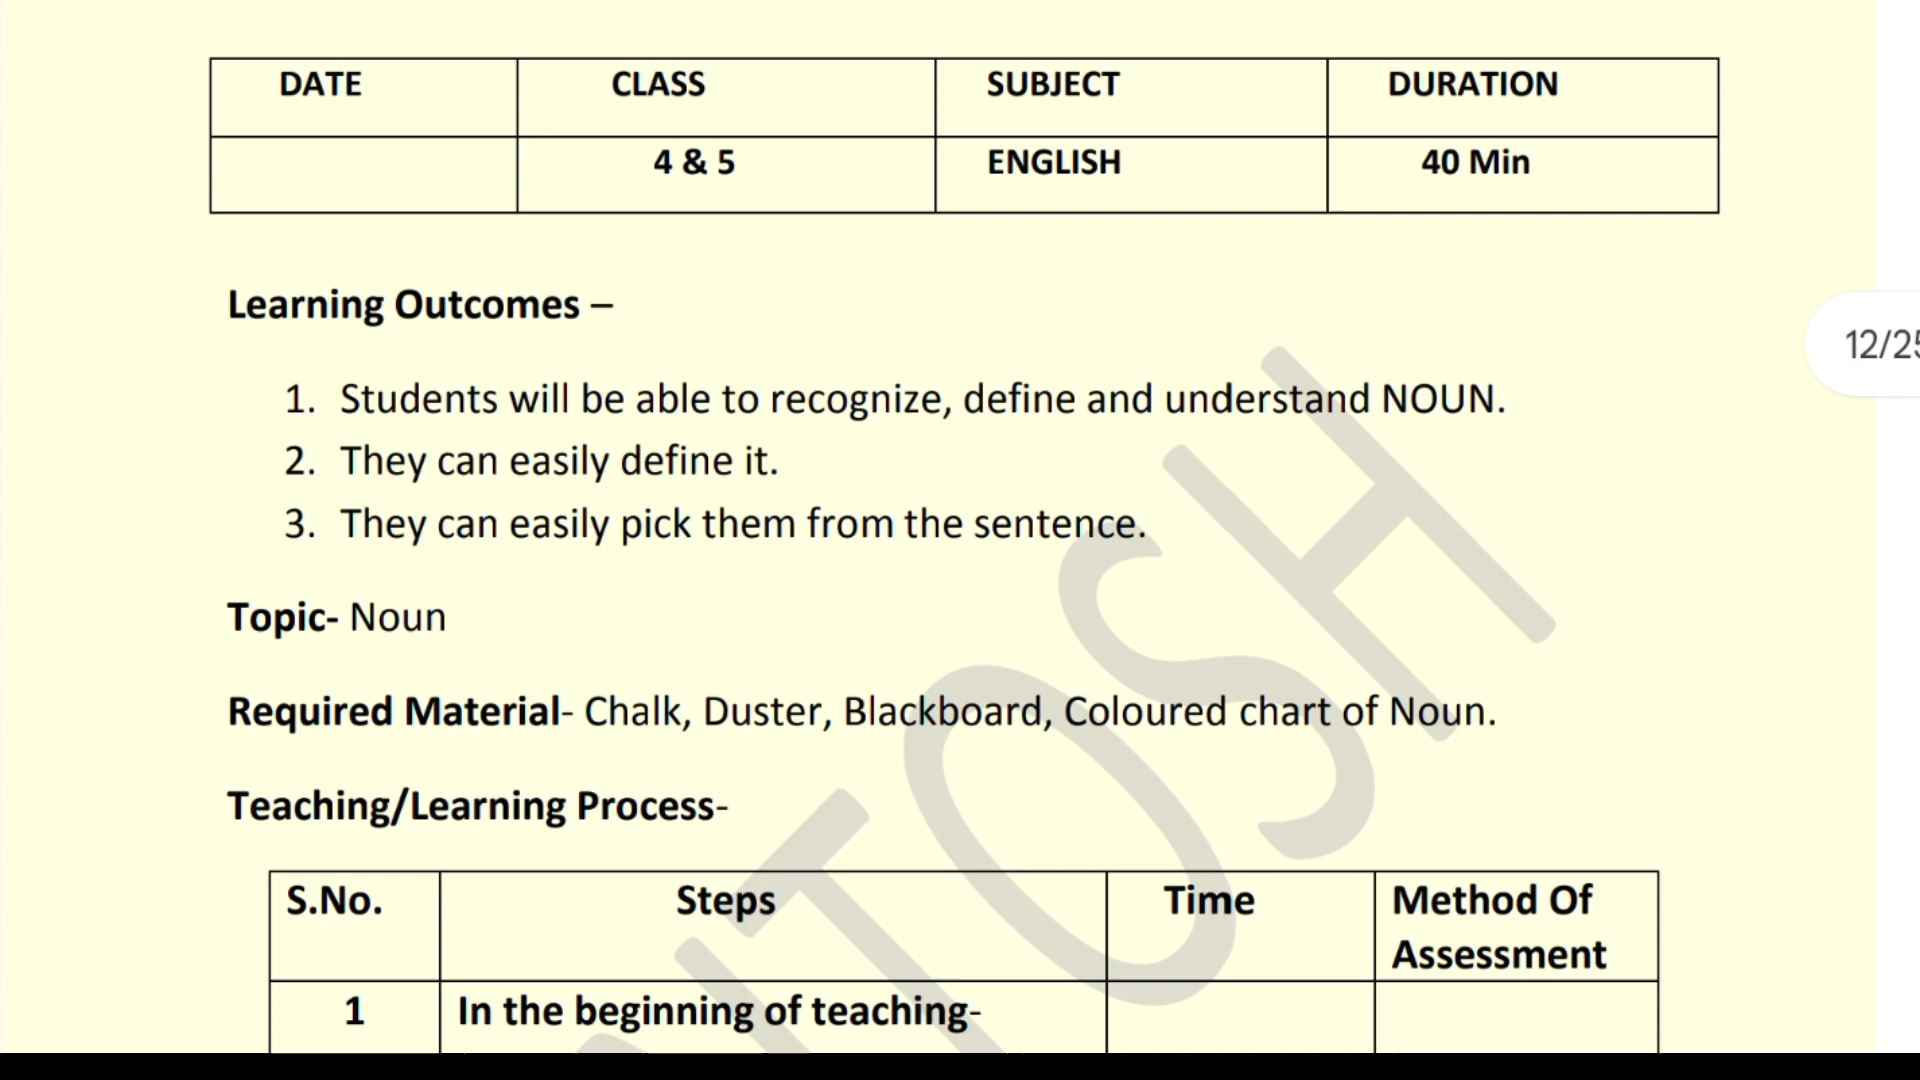 DATE CLASS SUBJECT DURATION
4 & 5 ENGLISH 40 Min
Learning Outcomes –
1. Students will be able to recognize, define and understand NOUN.
2. They can easily define it.
3. They can easily pick them from the sentence.
Topic- Noun
Required Material- Chalk, Duster, Blackboard, Coloured chart of Noun.
Teaching/Learning Process-
S.No. Steps Time Method Of
Assessment
1 In the beginning of teaching-
12/25
TOSH